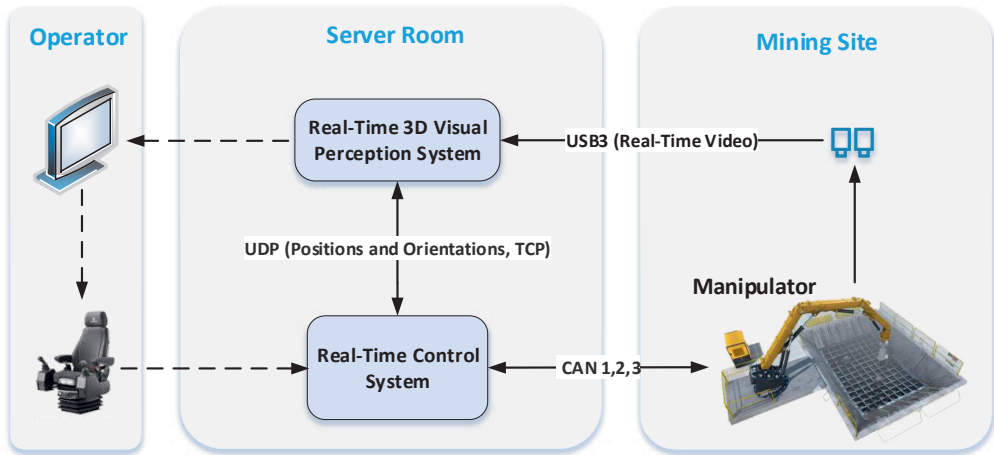 Operator
Server Room
Mining Site
Real-Time 3D Visual
Perception System
USB3 (Real-Time Video)
UDP (Positions and Orientations, TCP)
Manipulator
Real-Time Control
System
CAN 1,2,3